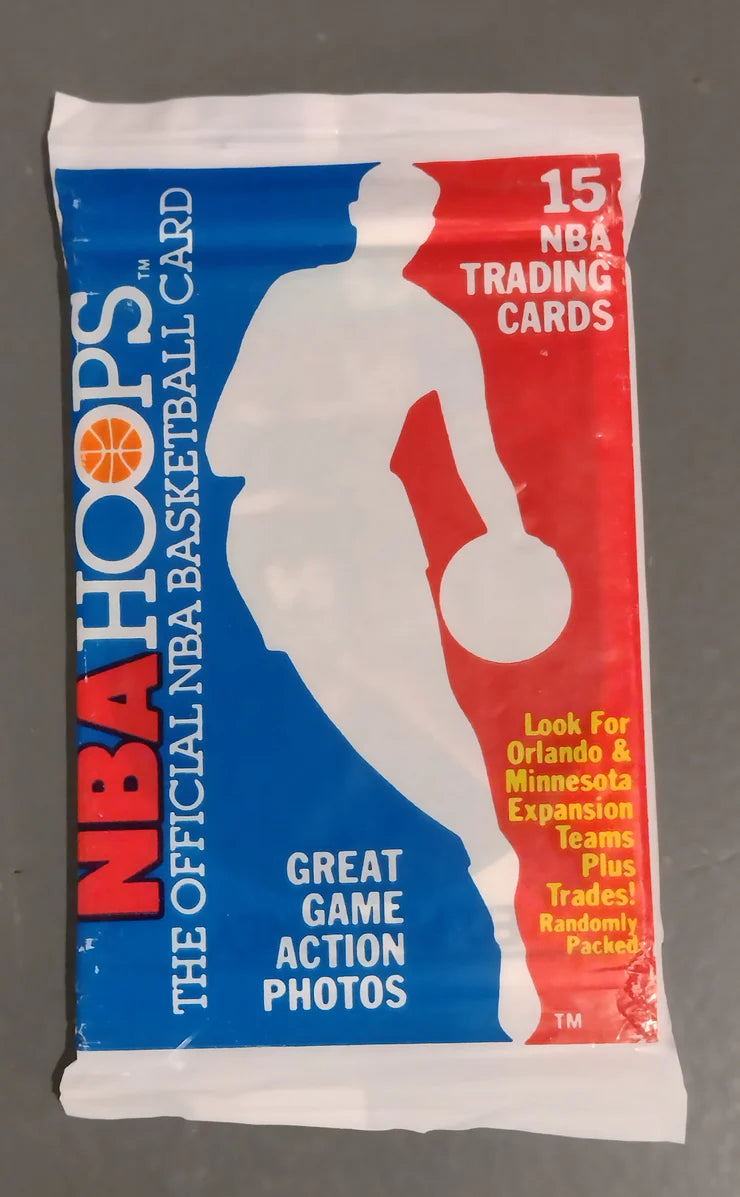 NBA HOOPS™
THE OFFICIAL NBA BASKETBALL CARD
15
NBA
TRADING
CARDS
Look For
Orlando &
Minnesota
Expansion
Teams
Plus
Trades!
Randomly
Packed
GREAT
GAME
ACTION
PHOTOS
TM